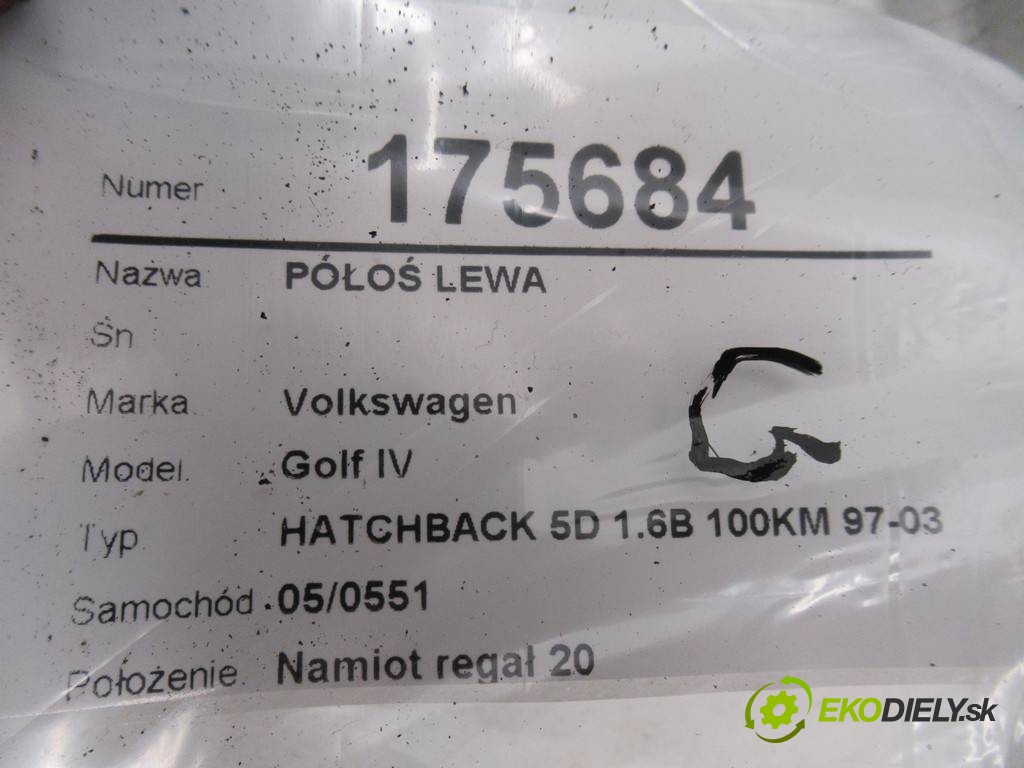 Numer 175684
Nazwa PÓŁOŚ LEWA
Sn
Marka Volkswagen
G
Model Golf IV
Typ HATCHBACK 5D 1.6B 100KM 97-03
Samochód 05/0551
Położenie Namiot regał 20
EKODIELY.sk